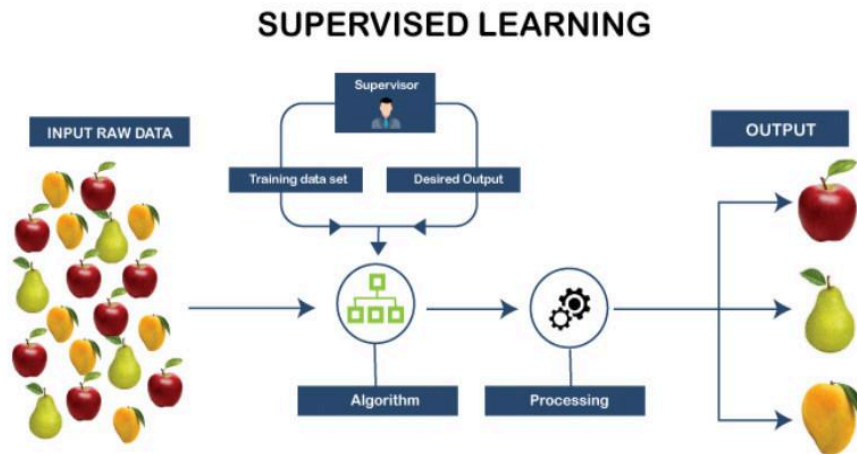 SUPERVISED LEARNING
Supervisor
INPUT RAW DATA
OUTPUT
Training data set
Desired Output
Algorithm
Processing